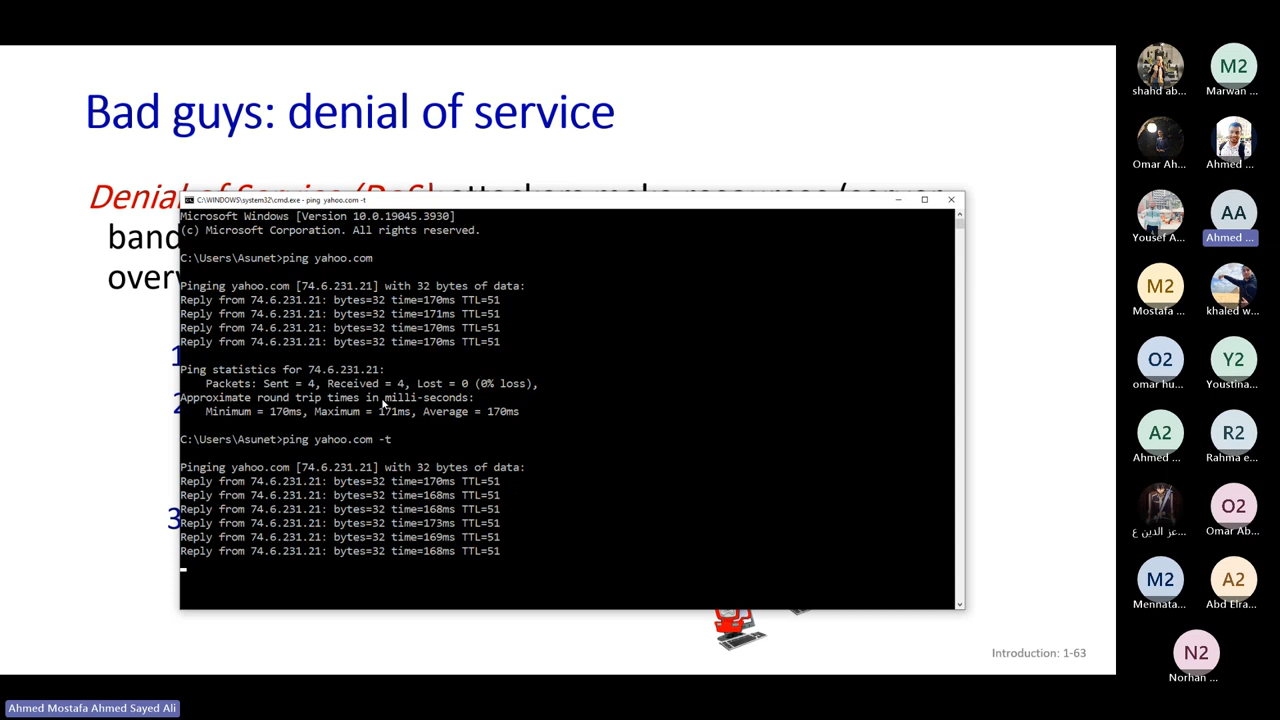 Bad guys: denial of service
C:\WINDOWS\system32\cmd.exe - ping yahoo.com -t
Microsoft Windows [Version 10.0.19045.3930]
(c) Microsoft Corporation. All rights reserved.
C:\Users\Asunet>ping yahoo.com
Pinging yahoo.com [74.6.231.21] with 32 bytes of data:
Reply from 74.6.231.21: bytes=32 time=170ms TTL=51
Reply from 74.6.231.21: bytes=32 time=171ms TTL=51
Reply from 74.6.231.21: bytes=32 time=170ms TTL=51
Reply from 74.6.231.21: bytes=32 time=170ms TTL=51
Ping statistics for 74.6.231.21:
Packets: Sent = 4, Received = 4, Lost = 0 (0% loss),
Approximate round trip times in milli-seconds:
Minimum = 170ms, Maximum = 171ms, Average = 170ms
C:\Users\Asunet>ping yahoo.com -t
Pinging yahoo.com [74.6.231.21] with 32 bytes of data:
Reply from 74.6.231.21: bytes=32 time=170ms TTL=51
Reply from 74.6.231.21: bytes=32 time=168ms TTL=51
Reply from 74.6.231.21: bytes=32 time=168ms TTL=51
Reply from 74.6.231.21: bytes=32 time=173ms TTL=51
Reply from 74.6.231.21: bytes=32 time=169ms TTL=51
Reply from 74.6.231.21: bytes=32 time=168ms TTL=51
Introduction: 1-63
Ahmed Mostafa Ahmed Sayed Ali
M2
shahd ab...
Marwan ...
Omar Ah...
Ahmed ...
AA
Yousef A...
Ahmed ...
M2
Mostafa ...
khaled w...
O2
Y2
omar hu...
Youstina...
A2
R2
Ahmed ...
Rahma e...
O2
عز الدين ع...
Omar Ab...
M2
A2
Mennata...
Abd Elra...
N2
Norhan ...